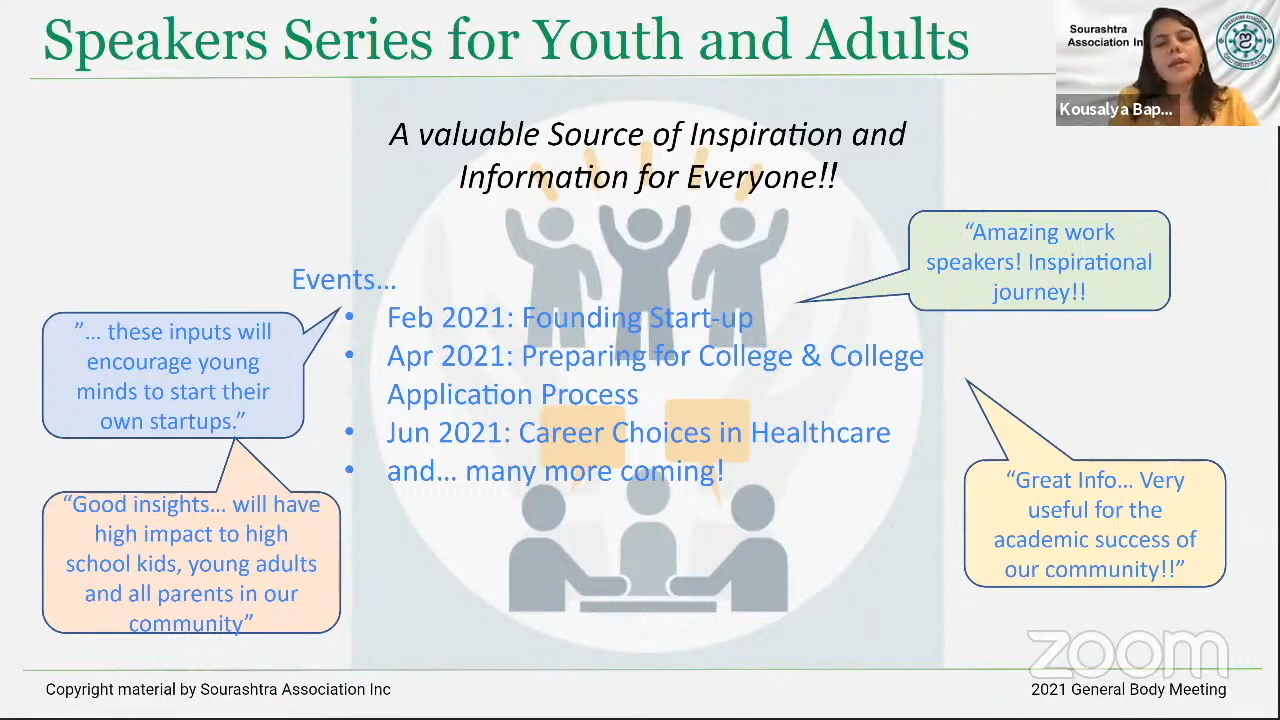 Speakers Series for Youth and Adults
Sourashtra
Association In
Kousalya Bap...
A valuable Source of Inspiration and
Information for Everyone!!
“Amazing work
speakers! Inspirational
journey!!
Events…
• Feb 2021: Founding Start-up
• Apr 2021: Preparing for College & College
Application Process
• Jun 2021: Career Choices in Healthcare
• and… many more coming!
”… these inputs will
encourage young
minds to start their
own startups.”
“Good insights… will have
high impact to high
school kids, young adults
and all parents in our
community”
“Great Info… Very
useful for the
academic success of
our community!!”
zoom
Copyright material by Sourashtra Association Inc
2021 General Body Meeting